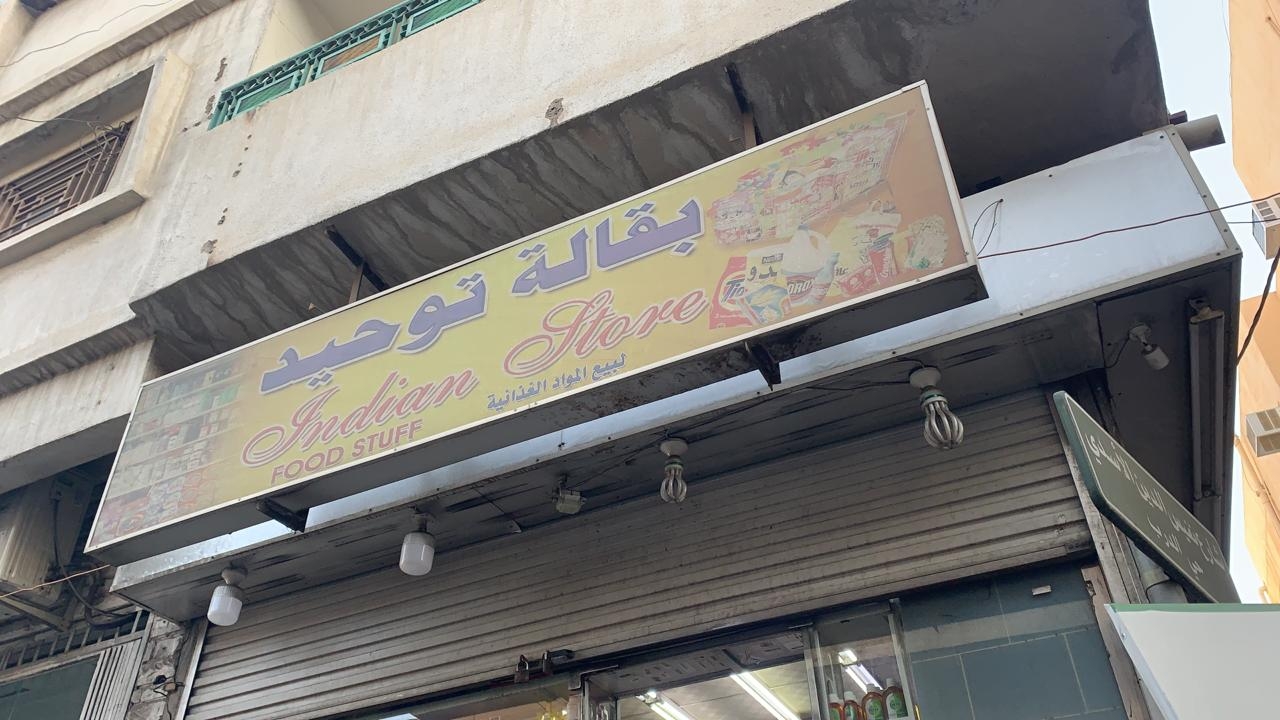 بقالة توحيد
Indian Store
لبيع المواد الغذائية
FOOD STUFF